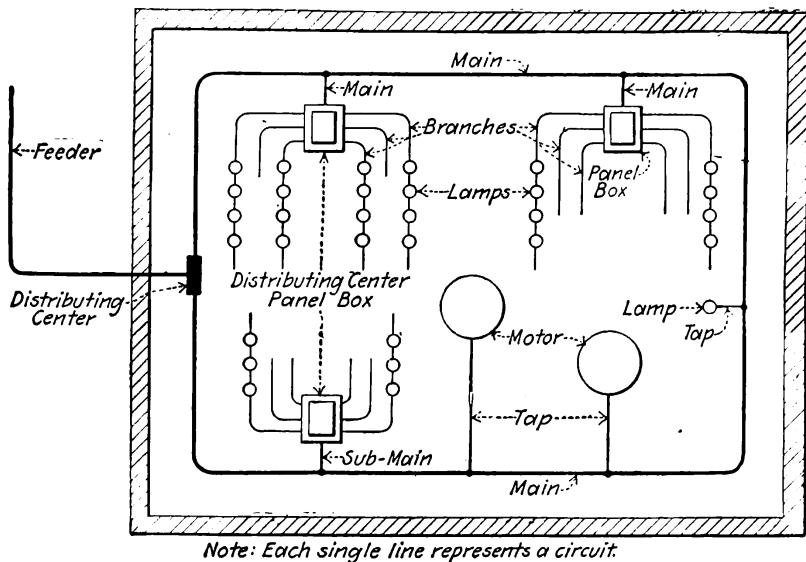 Main
Main
Main
Feeder
Branches
Panel
Box
Lamps
Distributing Center
Panel Box
Distributing
Center
Lamp
Tap
Motor
Tap
Sub-Main
Main
Note: Each single line represents a circuit.